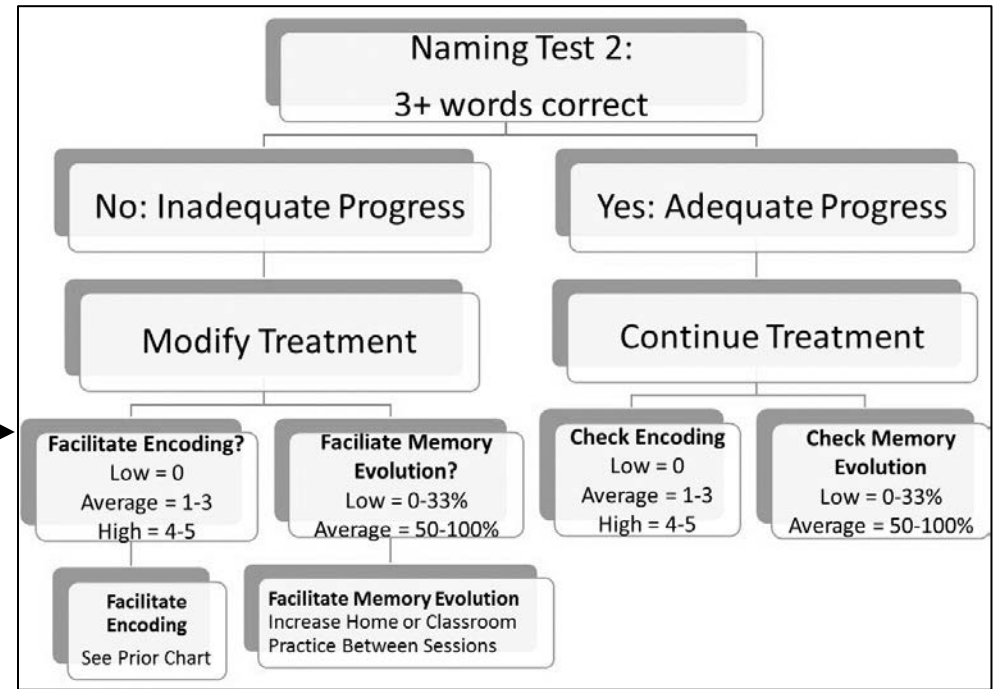 Naming Test 2:
3+ words correct
No: Inadequate Progress
Yes: Adequate Progress
Modify Treatment
Continue Treatment
Facilitate Encoding?
Low = 0
Average = 1-3
High = 4-5
Faciliate Memory
Evolution?
Low = 0-33%
Average = 50-100%
Check Encoding
Low = 0
Average = 1-3
High = 4-5
Check Memory
Evolution
Low = 0-33%
Average = 50-100%
Facilitate
Encoding
See Prior Chart
Facilitate Memory Evolution
Increase Home or Classroom
Practice Between Sessions